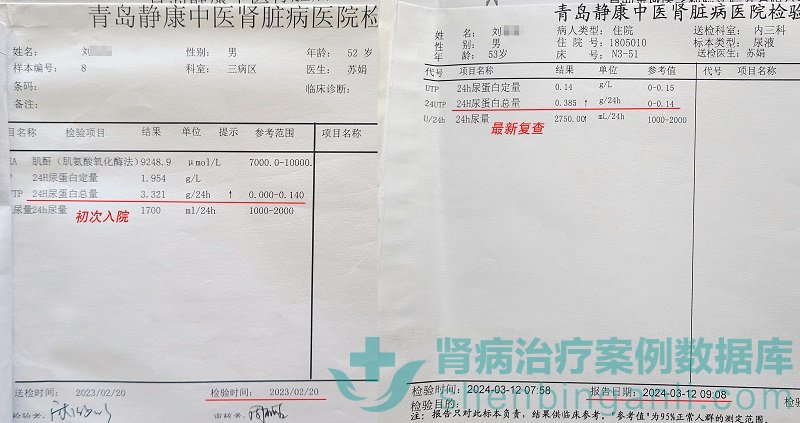 青岛静康中医肾脏病医院检
姓名: 刘
性别: 男
年龄: 52 岁
样本编号: 8
科室: 三病区
医生: 苏娟
条码:
临床诊断:
备注:
项目名称
检验项目
结果
单位
提示
参考范围
EA 肌酐（肌氨酸氧化酶法）9248.9 μmol/L 7000.0-10000.
24H尿蛋白定量 1.954 g/L
TP 24H尿蛋白总量 3.321 g/24h ↑ 0.000-0.140
尿量24h尿量 1700 ml/24h 1000-2000
初次入院
送检时间: 2023/02/20
检验时间: 2023/02/20
检验者:
审核者:
青岛静康中医肾脏病医院检验
姓名: 刘
病人类型: 住院
送检科室: 内三科
性别: 男
住院号: 1805010
标本类型: 尿液
年龄: 53岁
床号: N3-51
送检医生: 苏娟
代号 项目名称 结果 单位 参考值 代号 项目名称
UTP 24h尿蛋白定量 0.14 g/L 0-0.15
24UTP 24h尿蛋白总量 0.385 ↑ g/24h 0-0.14
U/24h 24h尿量 2750.00↑ mL/24h 1000-2000
最新复查
肾病治疗案例数据库
shenbinganli.com
检验时间: 2024-03-12 07:58
报告日期: 2024-03-12 09:08
检验目的:
注: 报告只对此标本负责, 结果供临床参考, '参考值'为95%正常人群的测定范围.